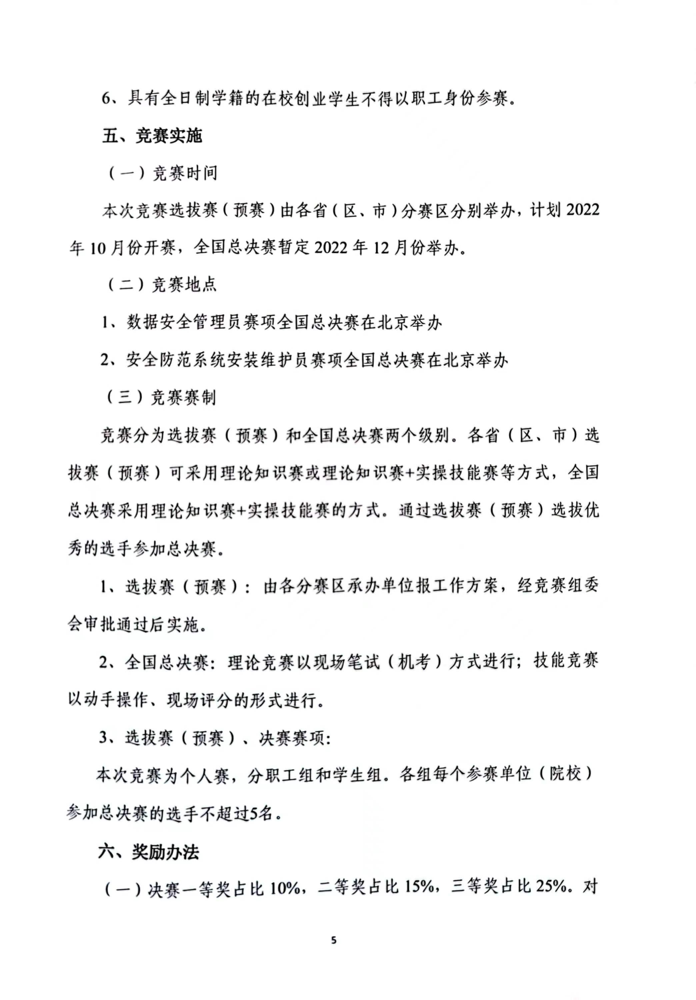 6、具有全日制学籍的在校创业学生不得以职工身份参赛。
五、竞赛实施
（一）竞赛时间
本次竞赛选拔赛（预赛）由各省（区、市）分赛区分别举办，计划 2022
年 10 月份开赛，全国总决赛暂定 2022 年 12 月份举办。
（二）竞赛地点
1、数据安全管理员赛项全国总决赛在北京举办
2、安全防范系统安装维护员赛项全国总决赛在北京举办
（三）竞赛赛制
竞赛分为选拔赛（预赛）和全国总决赛两个级别。各省（区、市）选
拔赛（预赛）可采用理论知识赛或理论知识赛+实操技能赛等方式，全国
总决赛采用理论知识赛+实操技能赛的方式。通过选拔赛（预赛）选拔优
秀的选手参加总决赛。
1、选拔赛（预赛）：由各分赛区承办单位报工作方案，经竞赛组委
会审批通过后实施。
2、全国总决赛：理论竞赛以现场笔试（机考）方式进行；技能竞赛
以动手操作、现场评分的形式进行。
3、选拔赛（预赛）、决赛赛项：
本次竞赛为个人赛，分职工组和学生组。各组每个参赛单位（院校）
参加总决赛的选手不超过5名。
六、奖励办法
（一）决赛一等奖占比 10%，二等奖占比 15%，三等奖占比 25%。对
5